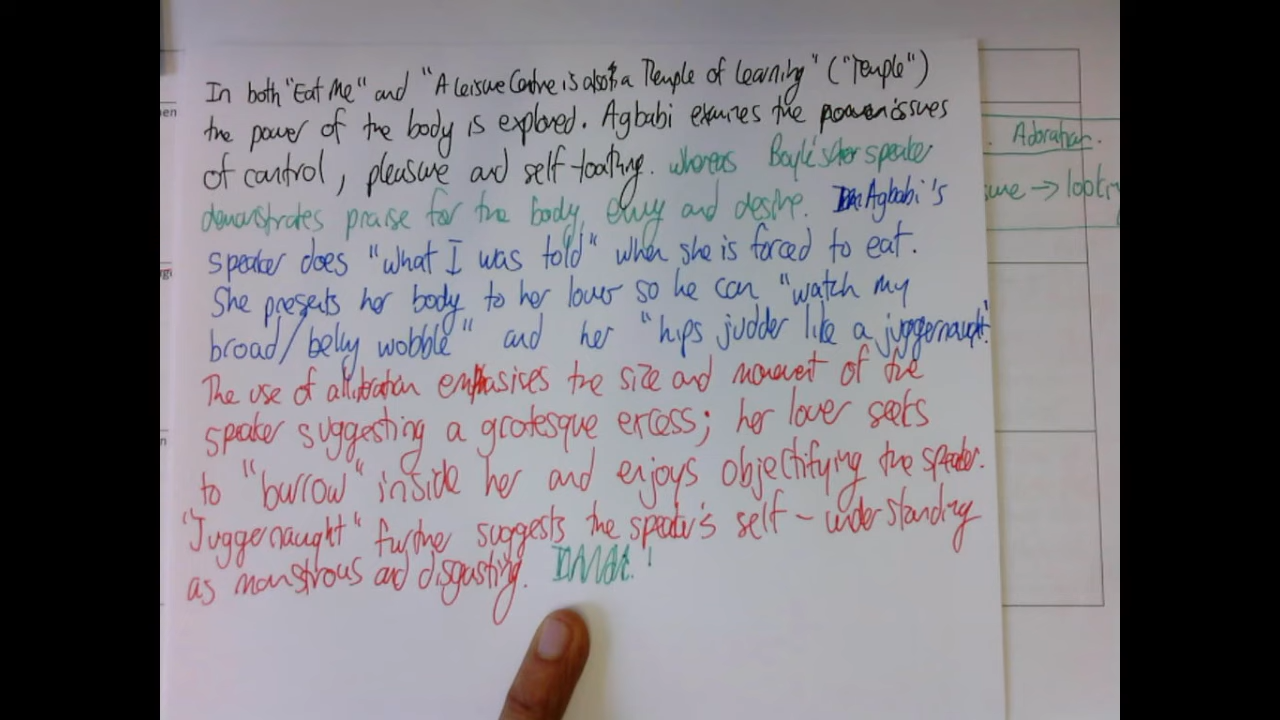 In both "Eat Me" and "A Leisure Centre is also a Temple of Learning" ("Temple")
the power of the body is explored. Agbabi examines the issues
of control, pleasure and self-loathing. whereas Boyle's speaker
demonstrates praise for the body, envy and desire. Agbabi's
speaker does "what I was told" when she is forced to eat.
She presents her body to her lover so he can "watch my
broad/belly wobble" and her "hips judder like a juggernaught".
The use of alliteration emphasises the size and movement of the
speaker suggesting a grotesque excess; her lover seeks
to "burrow" inside her and enjoys objectifying the speaker.
"Juggernaught" further suggests the speaker's self-understanding
as monstrous and disgusting.
Adoration.